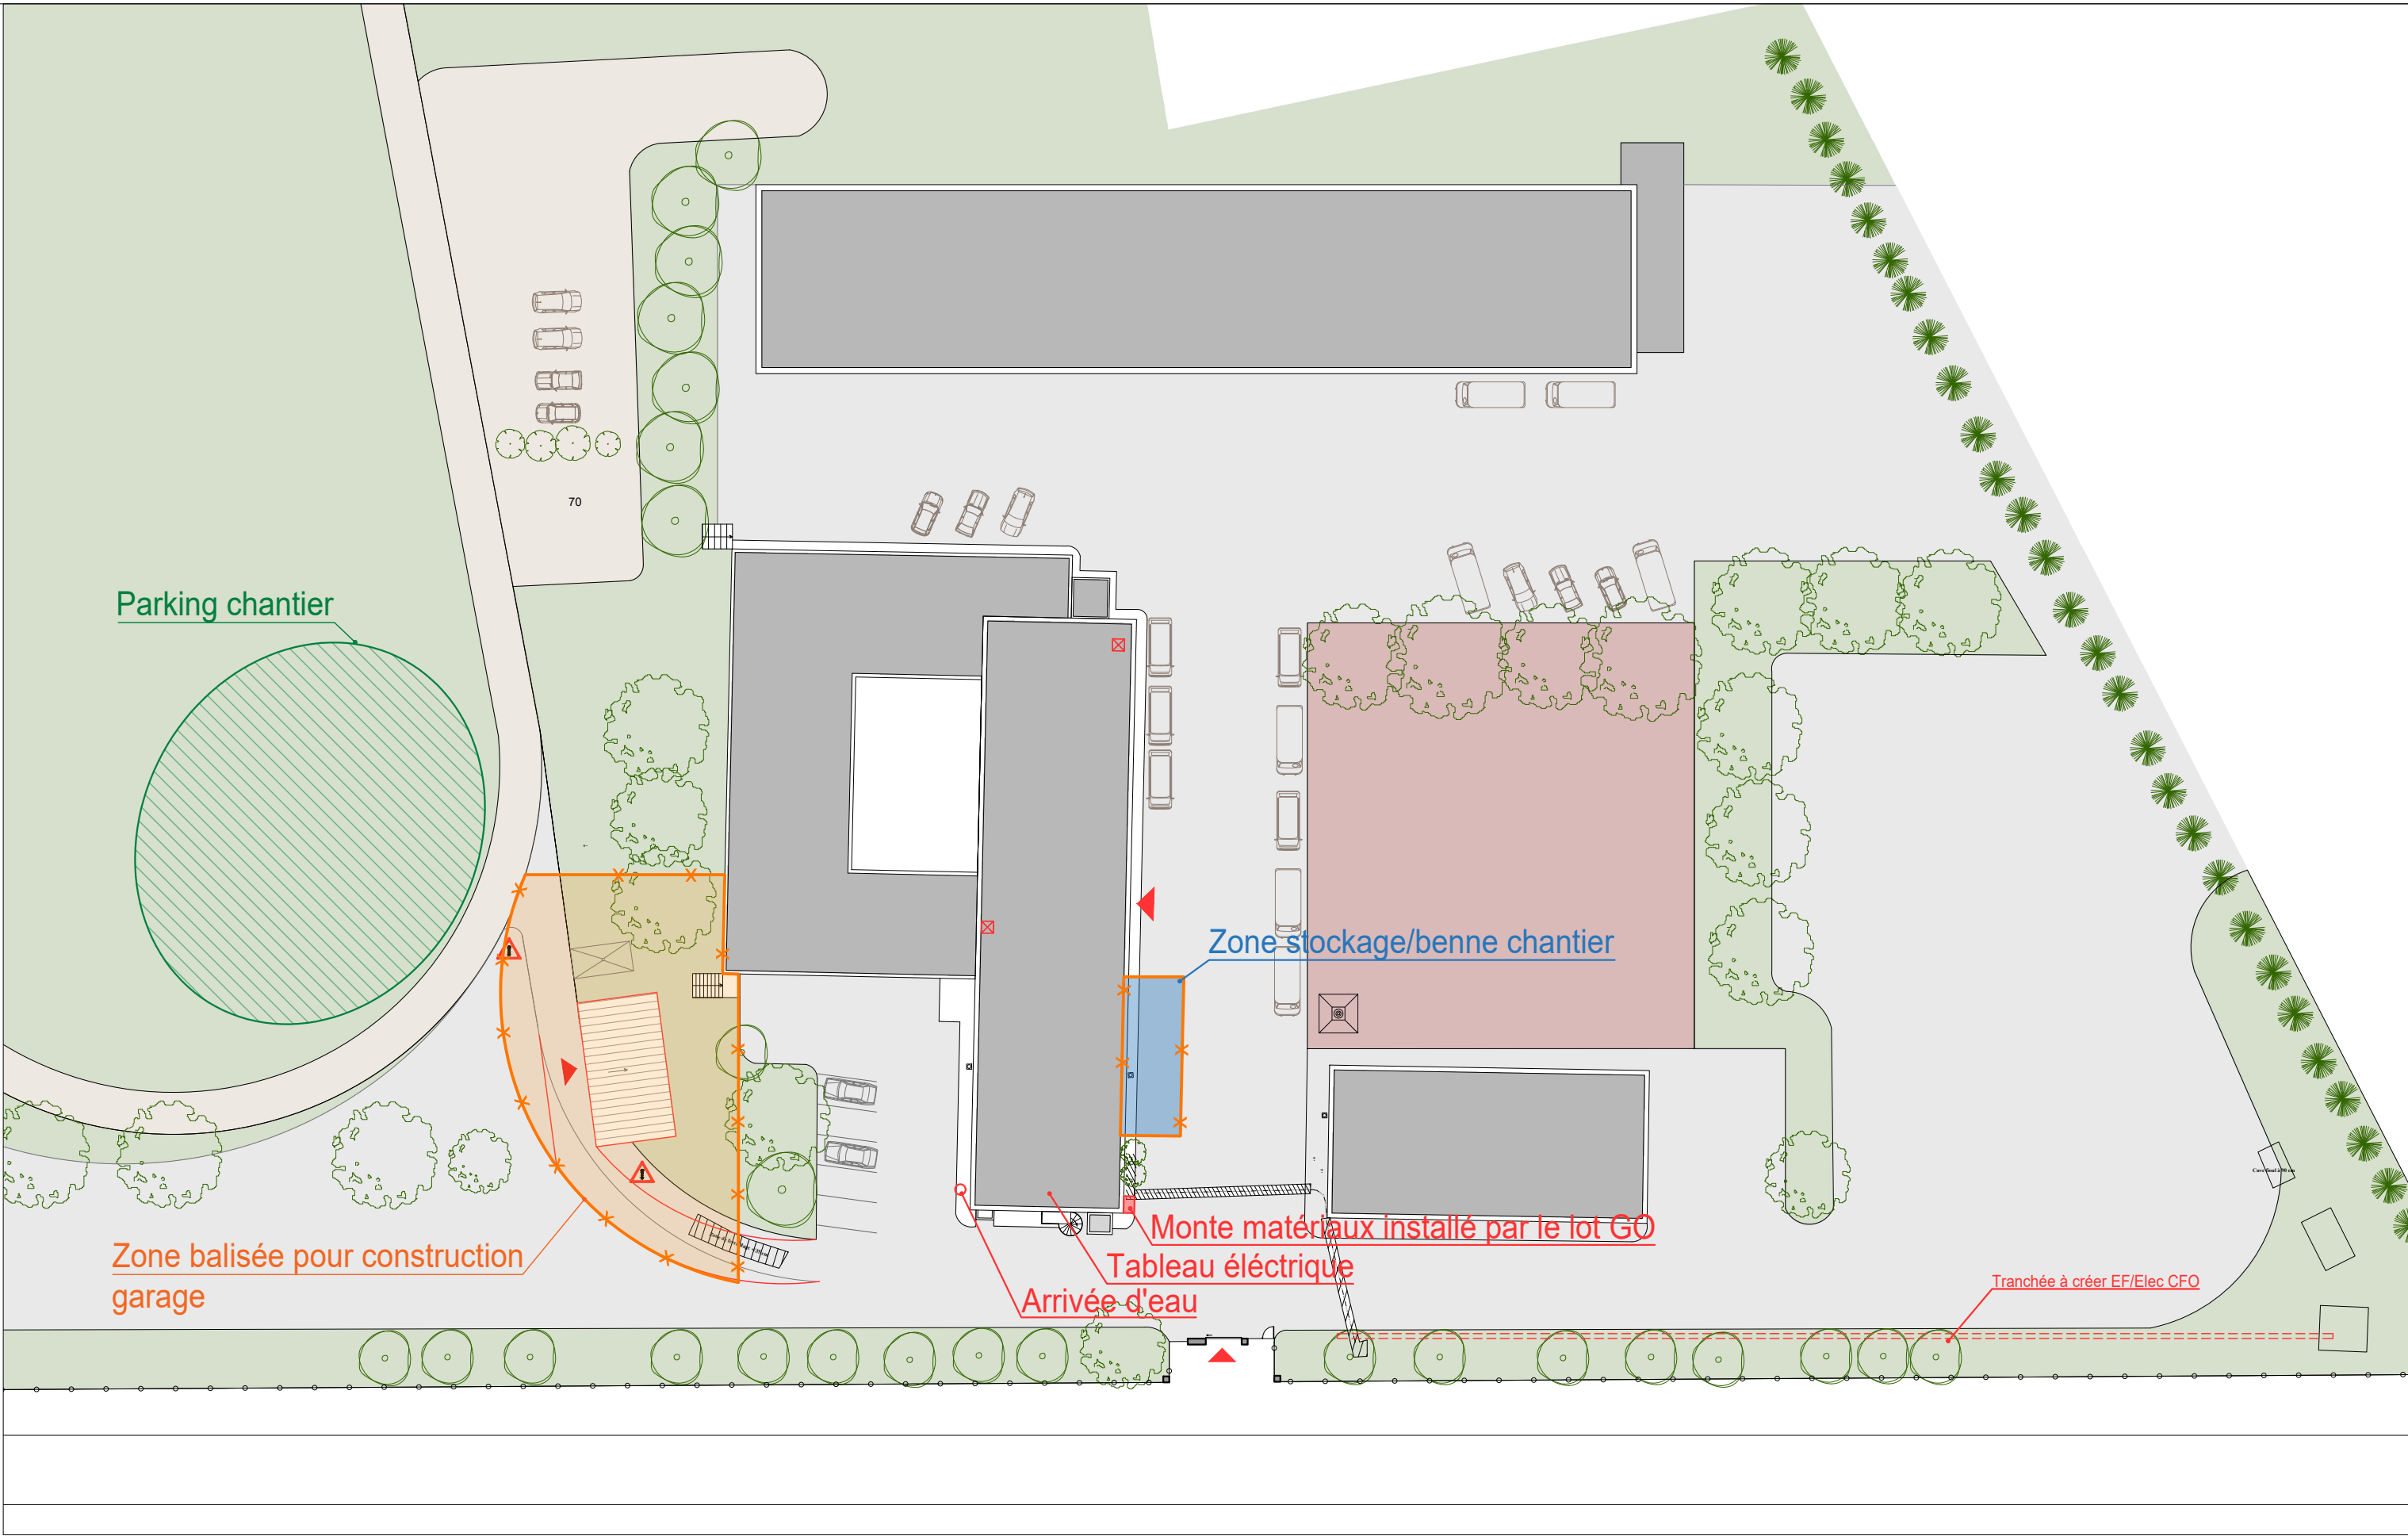 70
Parking chantier
Zone stockage/benne chantier
Monte matériaux installé par le lot GO
Tableau éléctrique
Arrivée d'eau
Zone balisée pour construction
garage
Tranchée à créer EF/Elec CFO